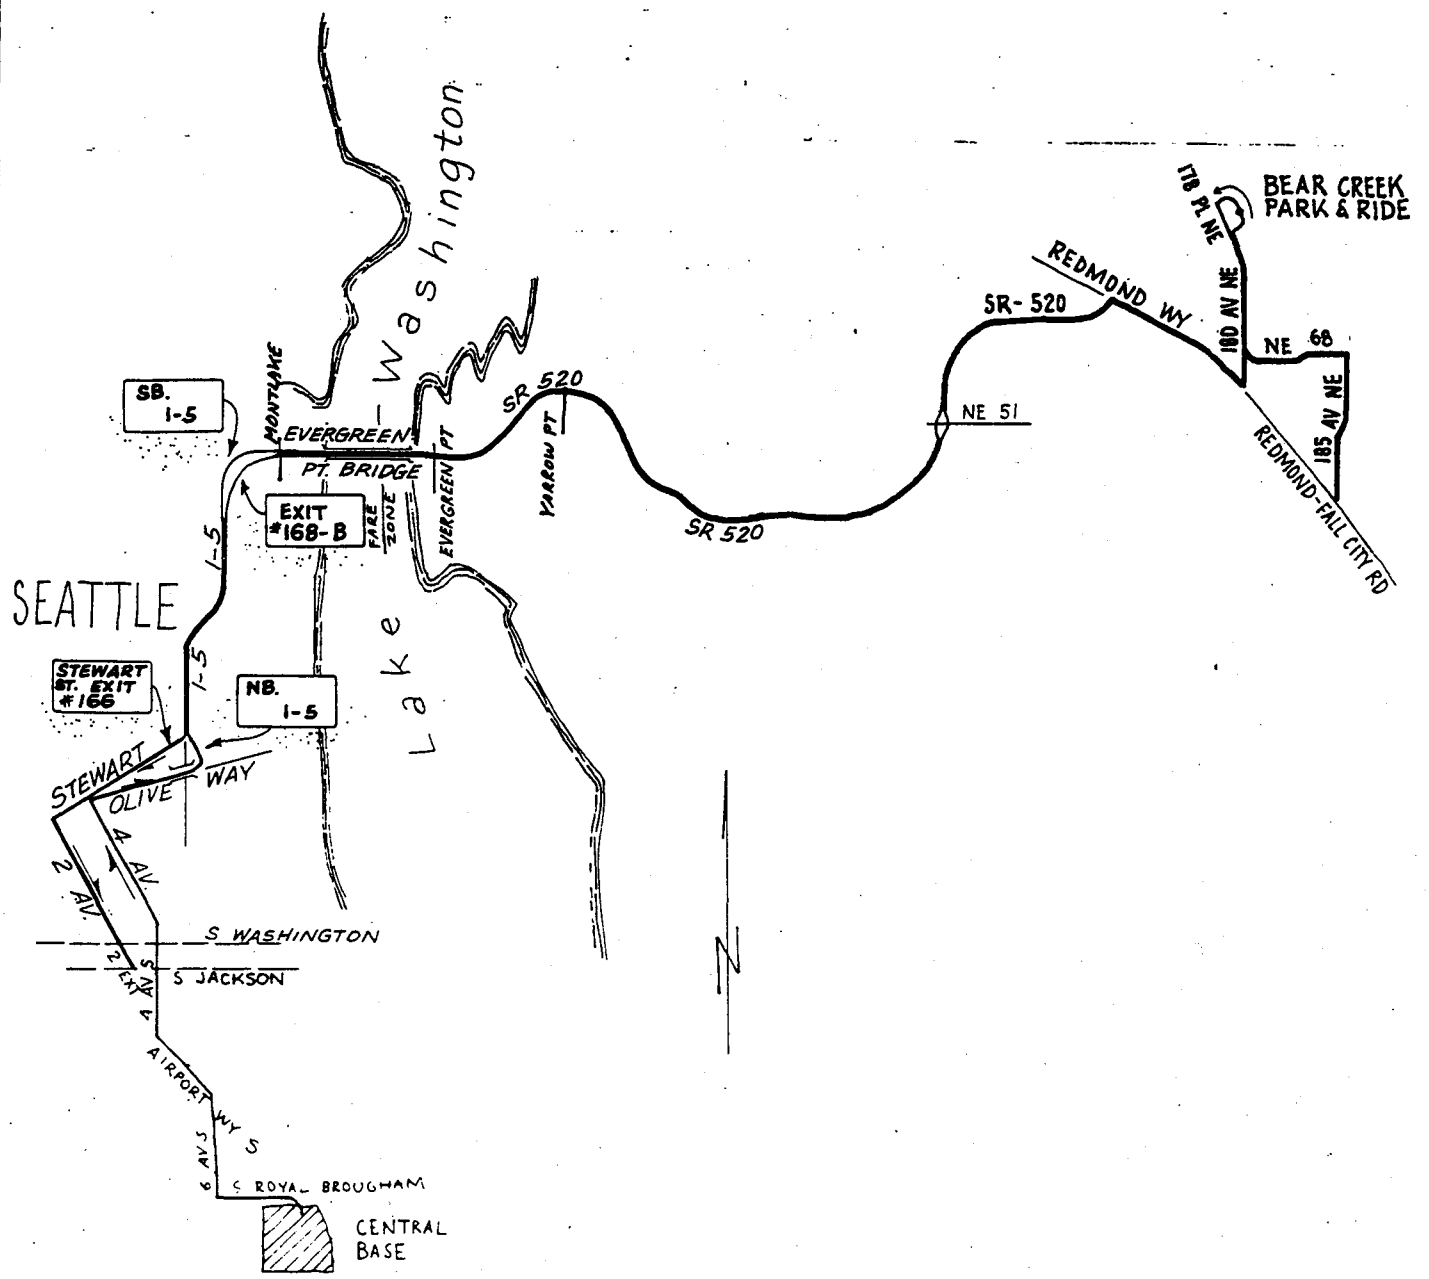 Lake Washington
178 PL NE
BEAR CREEK
PARK & RIDE
REDMOND WY
SR-520
180 AV NE
NE 68
185 AV NE
REDMOND-FALL CITY RD
NE 51
SR 520
YARROW PT
SR 520
MONTLAKE
SB.
I-5
EVERGREEN
PT. BRIDGE
EVERGREEN PT
FARE
ZONE
EXIT
#168-B
I-5
SEATTLE
I-5
STEWART
ST. EXIT
#166
NB.
I-5
STEWART
OLIVE WAY
4 AV.
2 AV.
S WASHINGTON
2 EXT
S JACKSON
4 AV S
AIRPORT WY S
6 AV S
S ROYAL BROUGHAM
CENTRAL
BASE
N